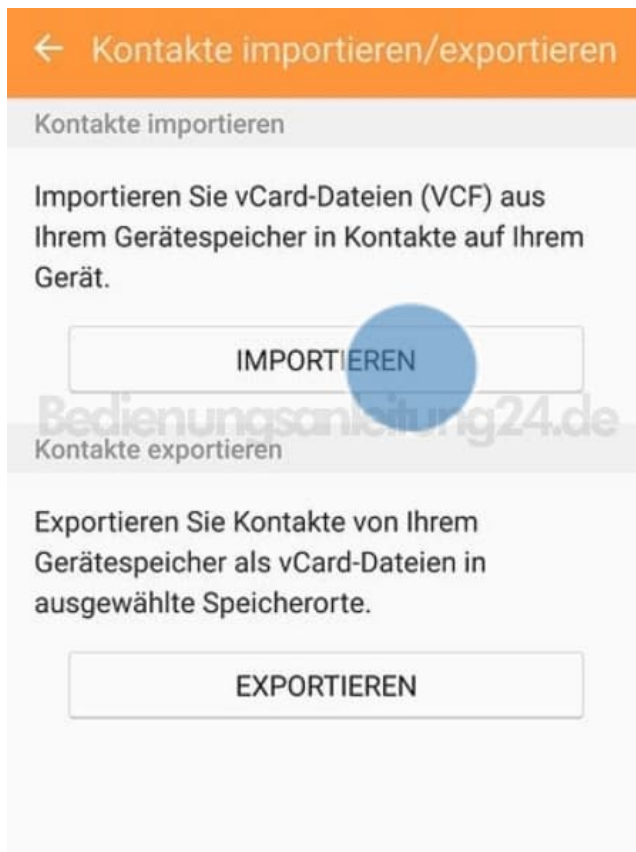 ← Kontakte importieren/exportieren
Kontakte importieren
Importieren Sie vCard-Dateien (VCF) aus
Ihrem Gerätespeicher in Kontakte auf Ihrem
Gerät.
IMPORTIEREN
Bedienungsanleitung24.de
Kontakte exportieren
Exportieren Sie Kontakte von Ihrem
Gerätespeicher als vCard-Dateien in
ausgewählte Speicherorte.
EXPORTIEREN